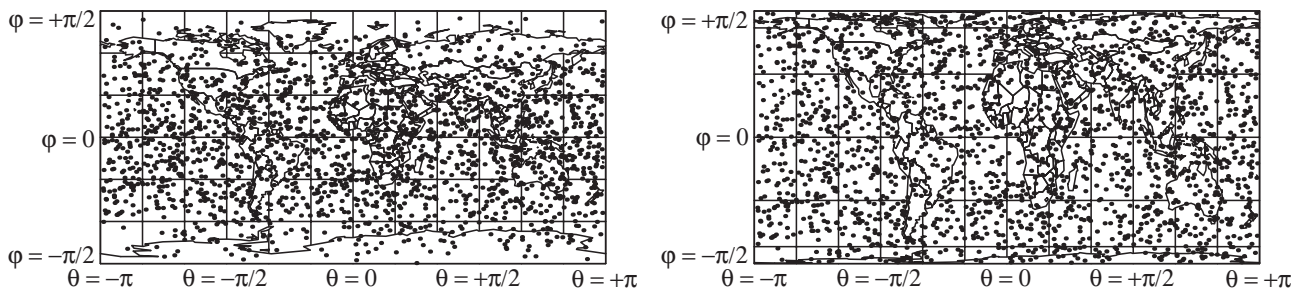 φ = +π/2
φ = 0
φ = −π/2
θ = −π
θ = −π/2
θ = 0
θ = +π/2
θ = +π
φ = +π/2
φ = 0
φ = −π/2
θ = −π
θ = −π/2
θ = 0
θ = +π/2
θ = +π